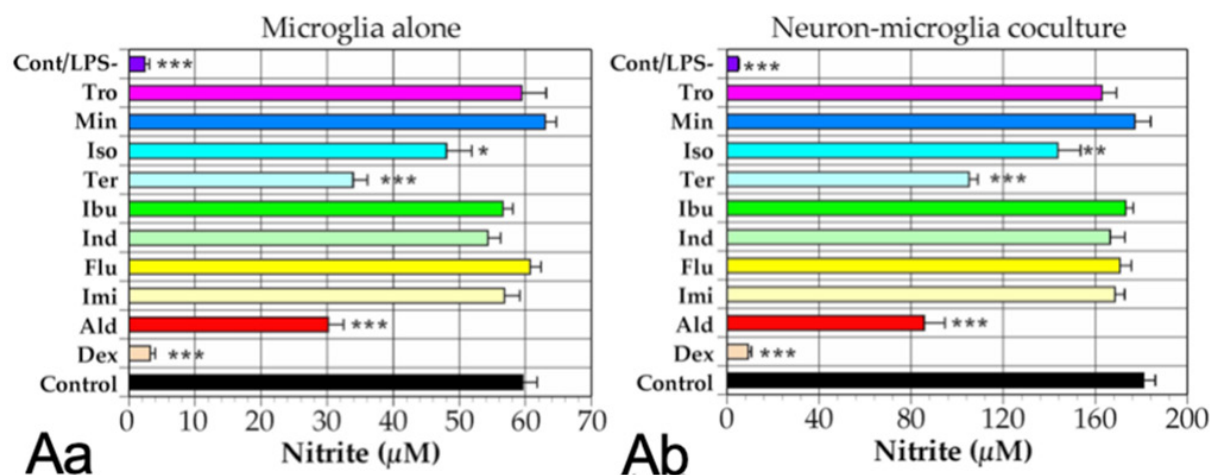 Microglia alone
Cont/LPS- ***
Tro
Min
Iso *
Ter ***
Ibu
Ind
Flu
Imi
Ald ***
Dex ***
Control
0 10 20 30 40 50 60 70
Nitrite (μM)
Aa
Neuron-microglia coculture
Cont/LPS- ***
Tro
Min
Iso **
Ter ***
Ibu
Ind
Flu
Imi
Ald ***
Dex ***
Control
0 40 80 120 160 200
Nitrite (μM)
Ab